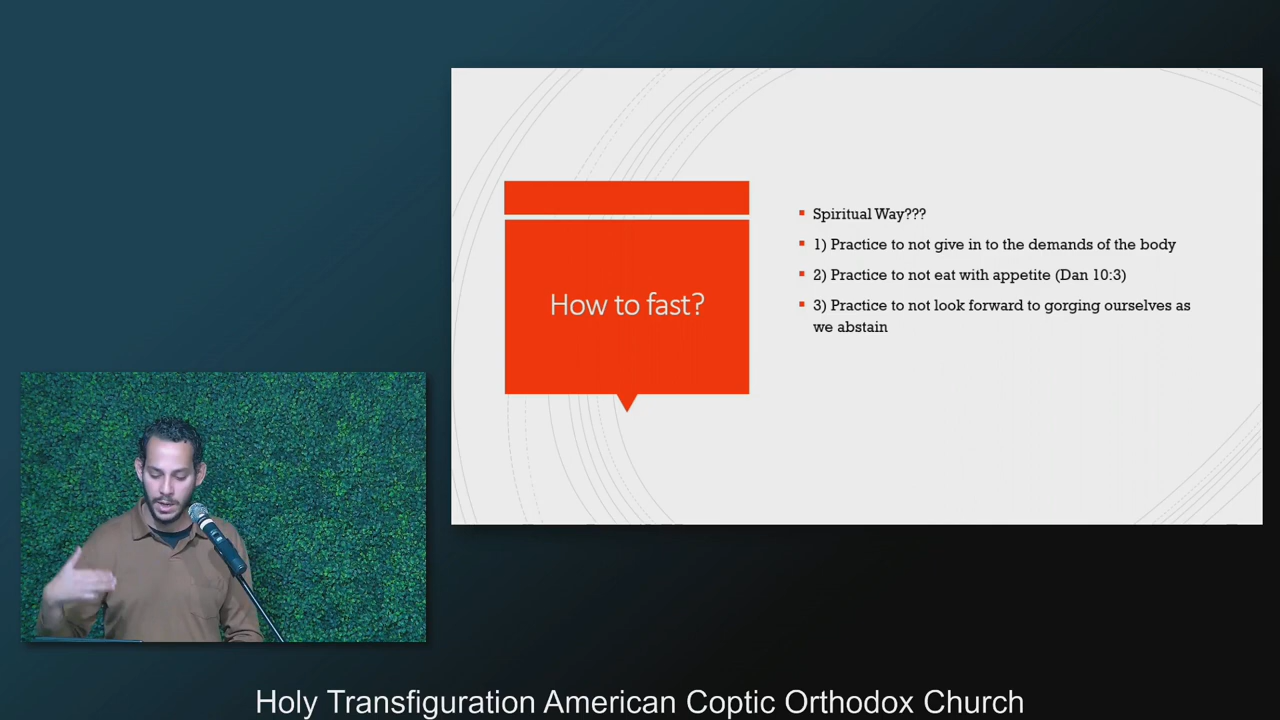 How to fast?
Spiritual Way???
1) Practice to not give in to the demands of the body
2) Practice to not eat with appetite (Dan 10:3)
3) Practice to not look forward to gorging ourselves as
we abstain
Holy Transfiguration American Coptic Orthodox Church